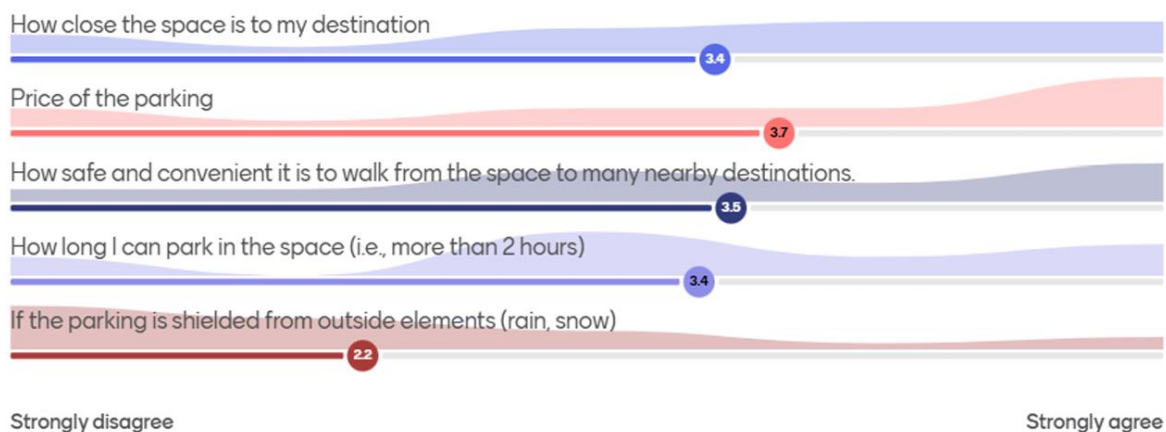 How close the space is to my destination
3.4
Price of the parking
3.7
How safe and convenient it is to walk from the space to many nearby destinations.
3.5
How long I can park in the space (i.e., more than 2 hours)
3.4
If the parking is shielded from outside elements (rain, snow)
2.2
Strongly disagree Strongly agree